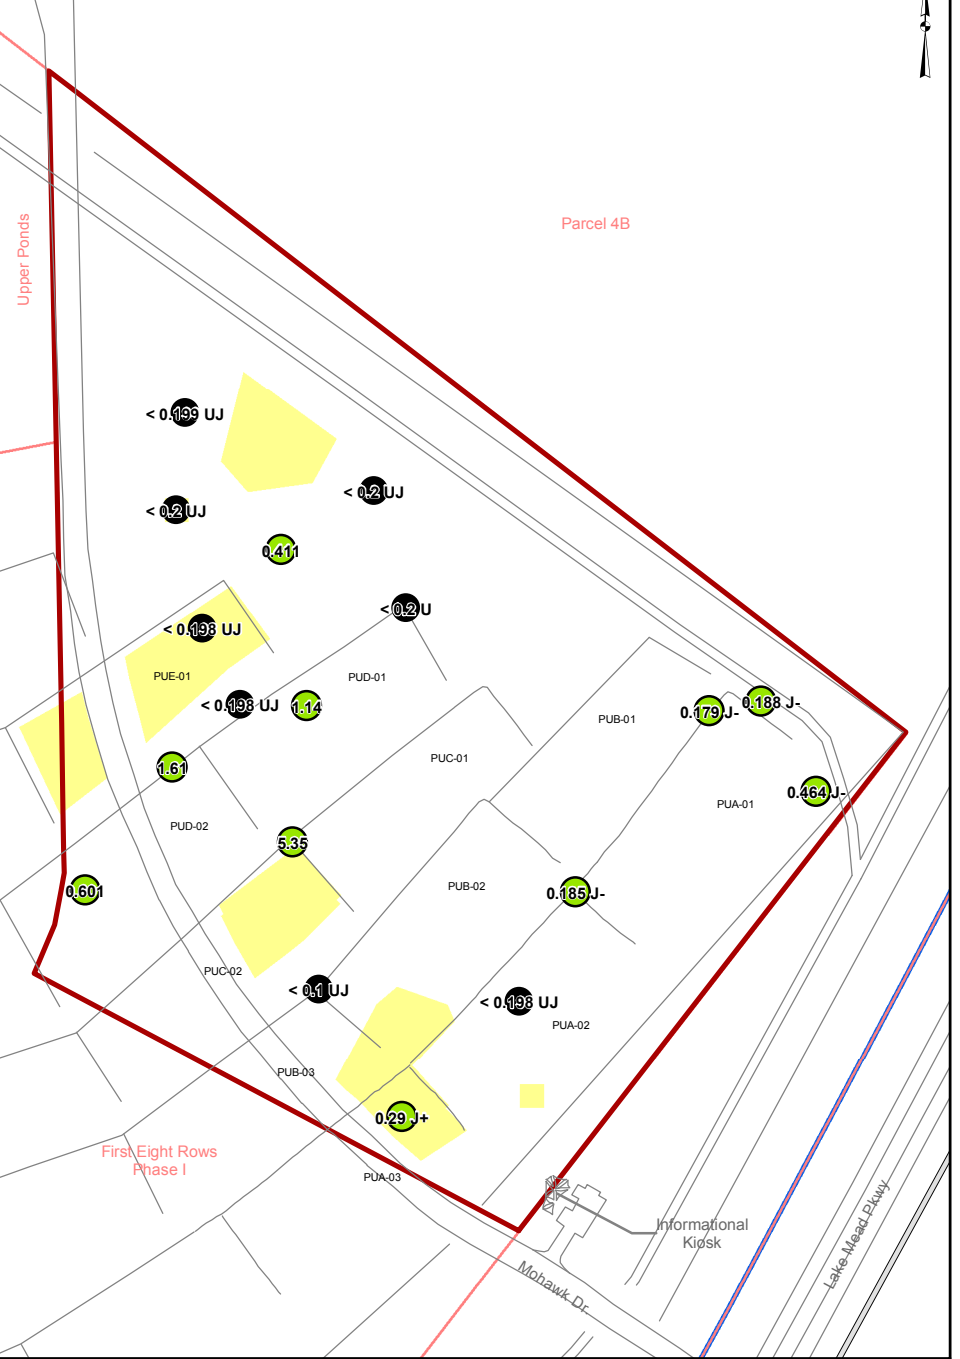 Parcel 4B
Upper Ponds
< 0.199 UJ
< 0.2 UJ
< 0.2 UJ
0.411
< 0.2 U
< 0.198 UJ
PUE-01
PUD-01
< 0.198 UJ
1.14
0.179 J-
0.188 J-
PUB-01
PUC-01
1.61
0.464 J-
PUA-01
PUD-02
5.35
PUB-02
0.601
0.185 J-
PUC-02
< 0.1 UJ
< 0.198 UJ
PUA-02
PUB-03
0.29 J+
First Eight Rows
Phase I
PUA-03
Informational
Kiosk
Lake Mead Pkwy
Mohawk Dr